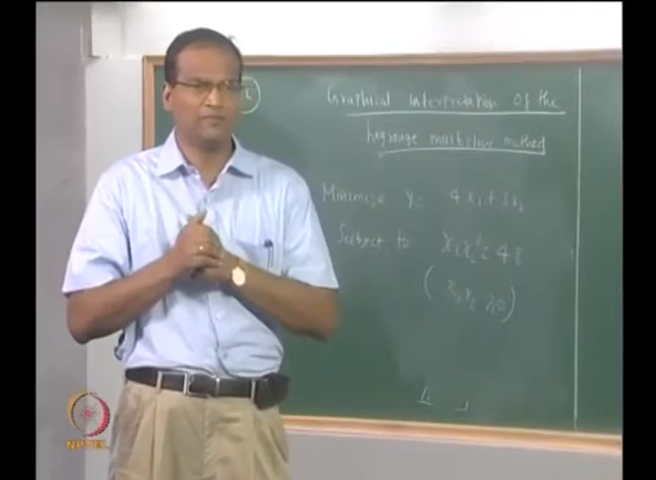 Graphical Interpretation of the
Lagrange multiplier method
Minimize Y = 4x₁ + 3x₂
Subject to x₁x₂² = 48
(x₁, x₂ ≥ 0)
NPTEL